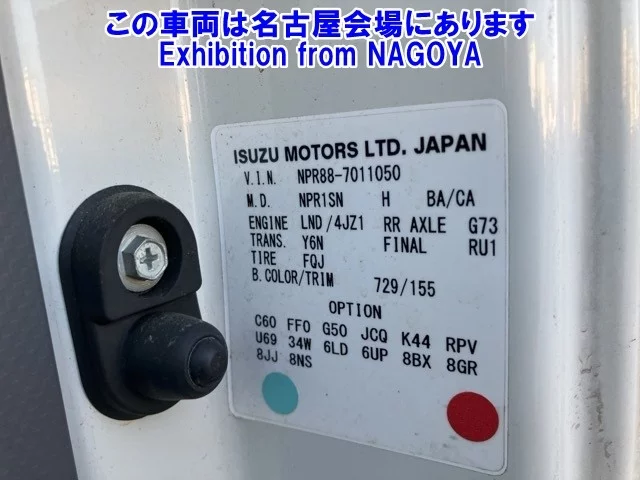 この車両は名古屋会場にあります
Exhibition from NAGOYA
ISUZU MOTORS LTD. JAPAN
V.I.N. NPR88-7011050
M.D. NPR1SN H BA/CA
ENGINE LND/4JZ1 RR AXLE G73
TRANS. Y6N FINAL RU1
TIRE FQJ
B.COLOR/TRIM 729/155
OPTION
C60 FF0 G50 JCQ K44 RPV
U69 34W 6LD 6UP 8BX 8GR
8JJ 8NS